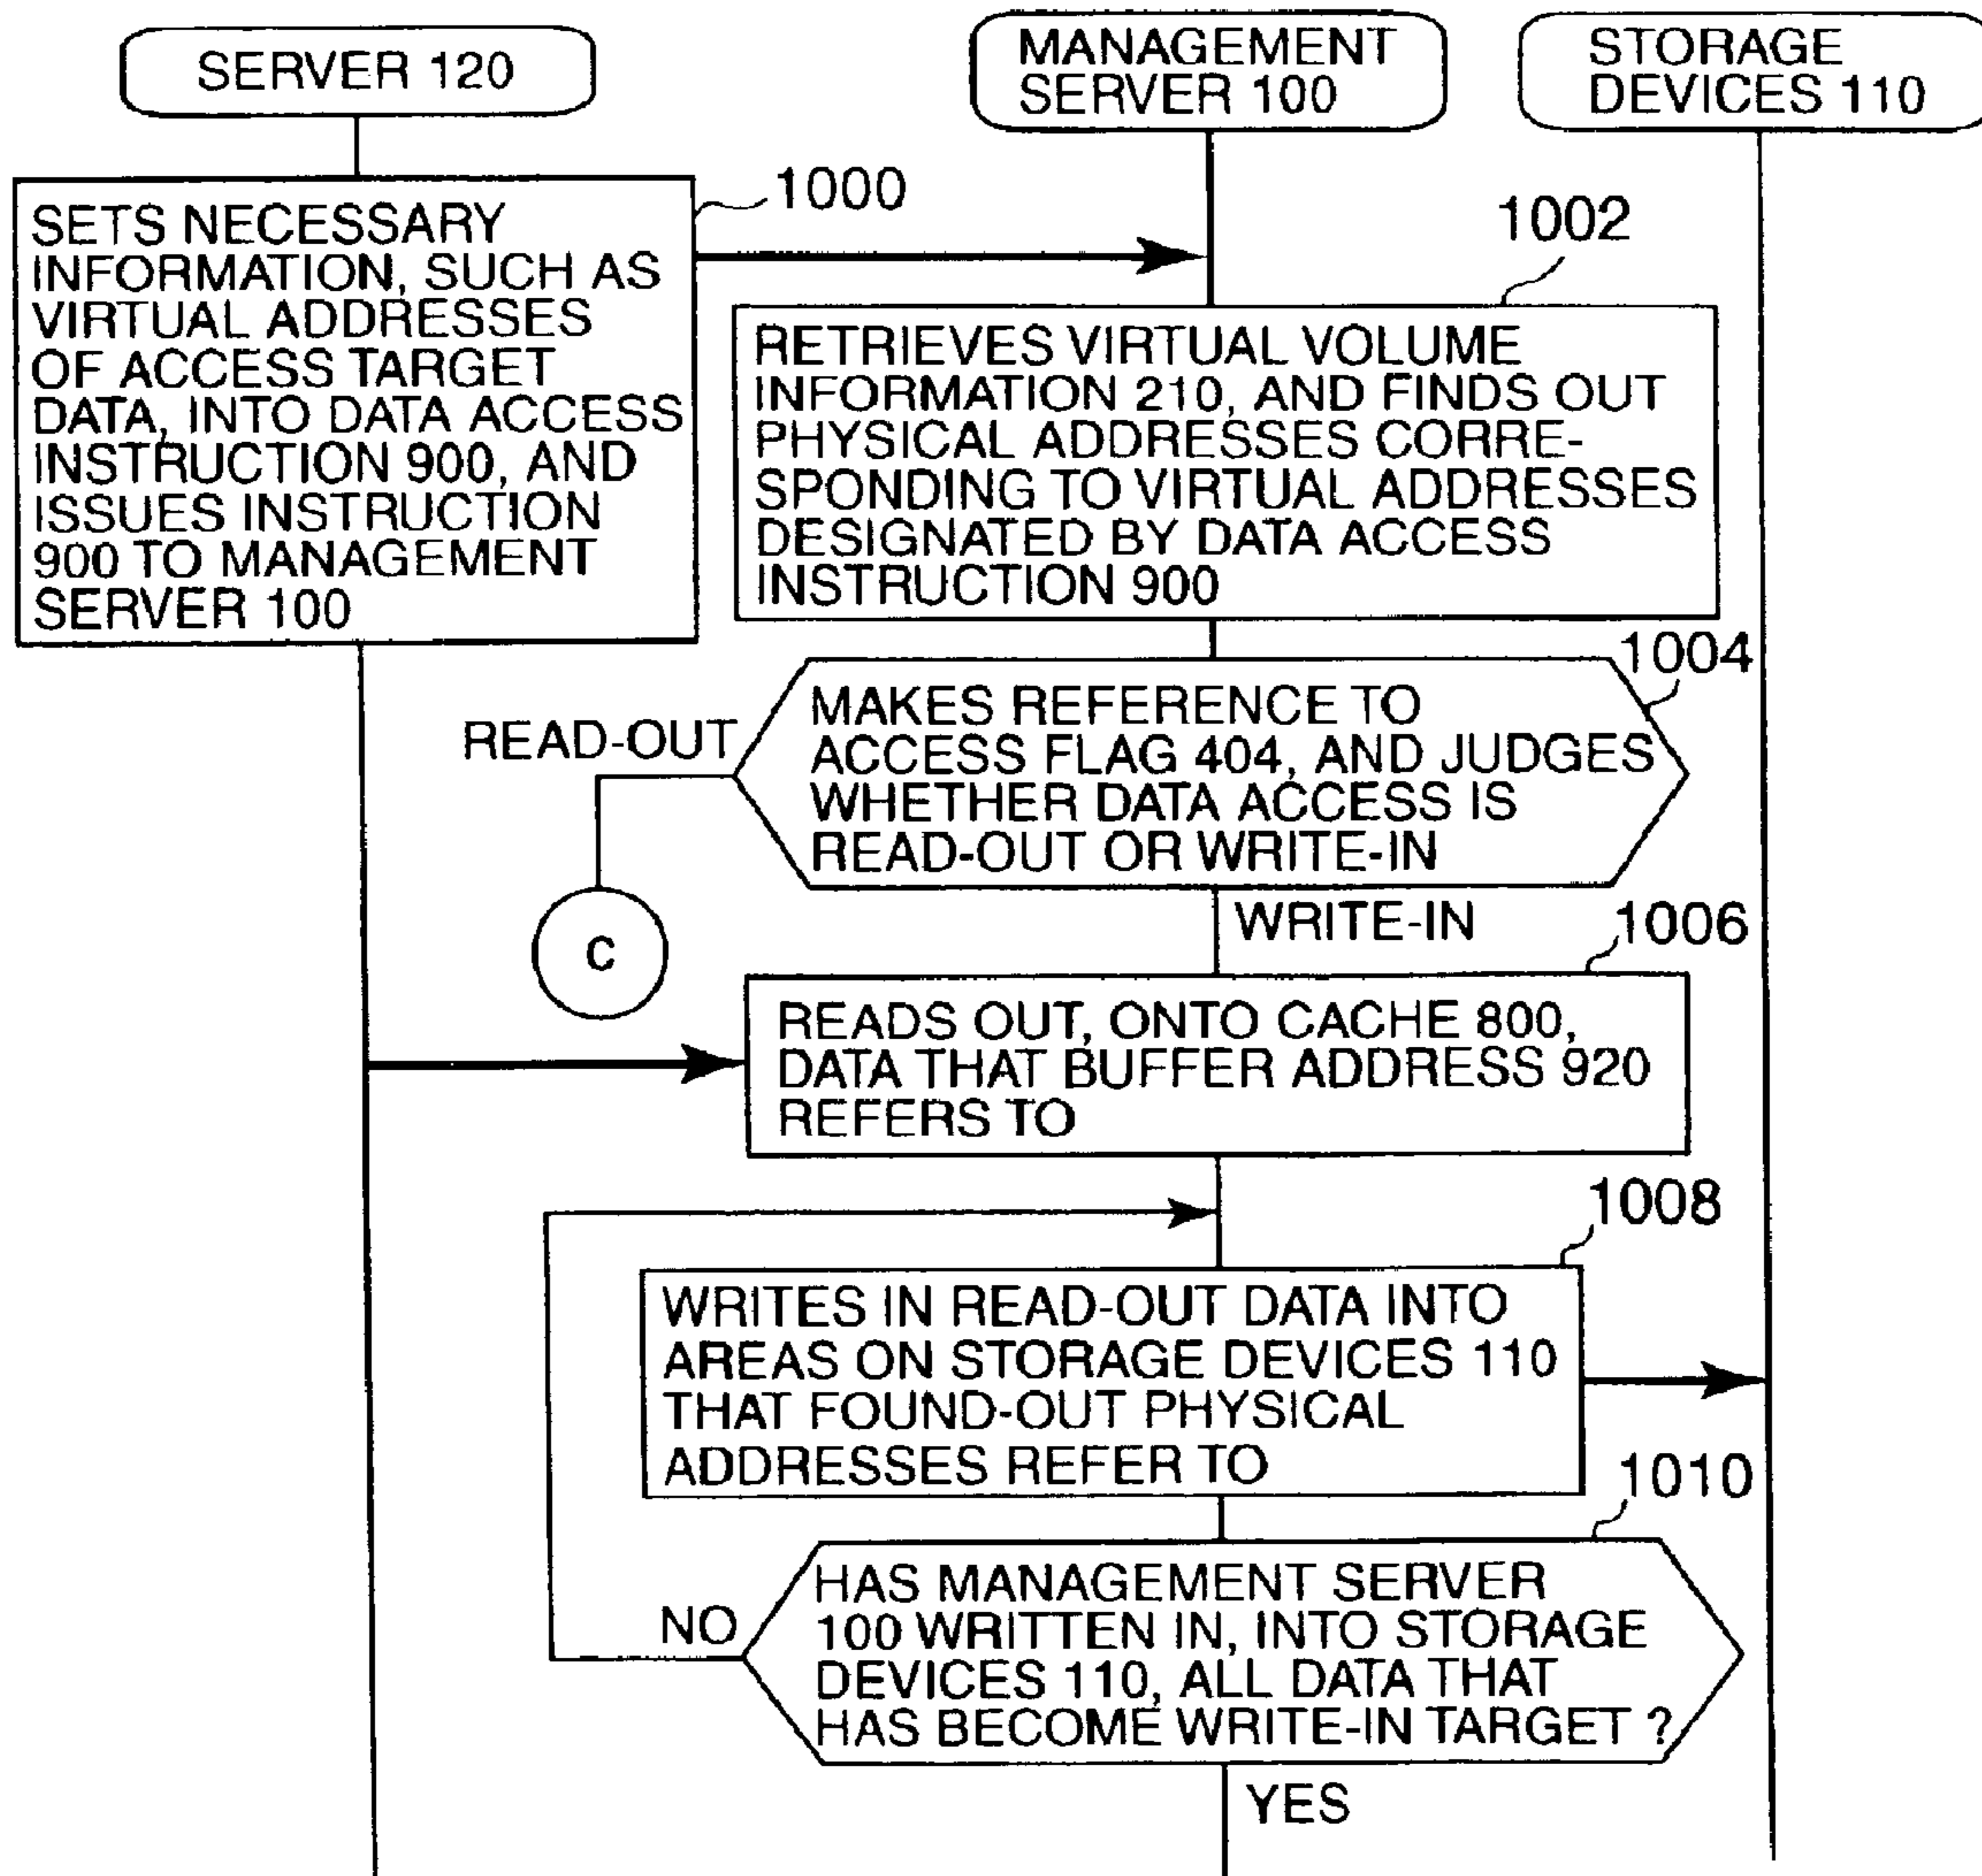 SERVER 120
MANAGEMENT
SERVER 100
STORAGE
DEVICES 110
1000
SETS NECESSARY
INFORMATION, SUCH AS
VIRTUAL ADDRESSES
OF ACCESS TARGET
DATA, INTO DATA ACCESS
INSTRUCTION 900, AND
ISSUES INSTRUCTION
900 TO MANAGEMENT
SERVER 100
1002
RETRIEVES VIRTUAL VOLUME
INFORMATION 210, AND FINDS OUT
PHYSICAL ADDRESSES CORRE-
SPONDING TO VIRTUAL ADDRESSES
DESIGNATED BY DATA ACCESS
INSTRUCTION 900
1004
MAKES REFERENCE TO
ACCESS FLAG 404, AND JUDGES
WHETHER DATA ACCESS IS
READ-OUT OR WRITE-IN
READ-OUT
C
WRITE-IN
1006
READS OUT, ONTO CACHE 800,
DATA THAT BUFFER ADDRESS 920
REFERS TO
1008
WRITES IN READ-OUT DATA INTO
AREAS ON STORAGE DEVICES 110
THAT FOUND-OUT PHYSICAL
ADDRESSES REFER TO
1010
HAS MANAGEMENT SERVER
100 WRITTEN IN, INTO STORAGE
DEVICES 110, ALL DATA THAT
HAS BECOME WRITE-IN TARGET ?
NO
YES